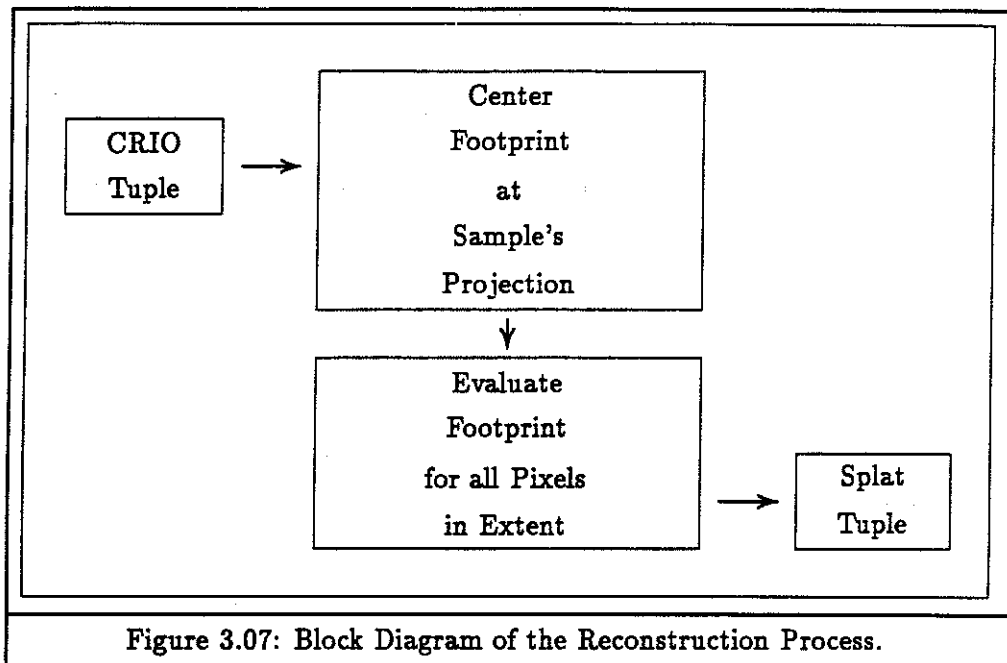 CRIO
Tuple
Center
Footprint
at
Sample's
Projection
Evaluate
Footprint
for all Pixels
in Extent
Splat
Tuple
Figure 3.07: Block Diagram of the Reconstruction Process.